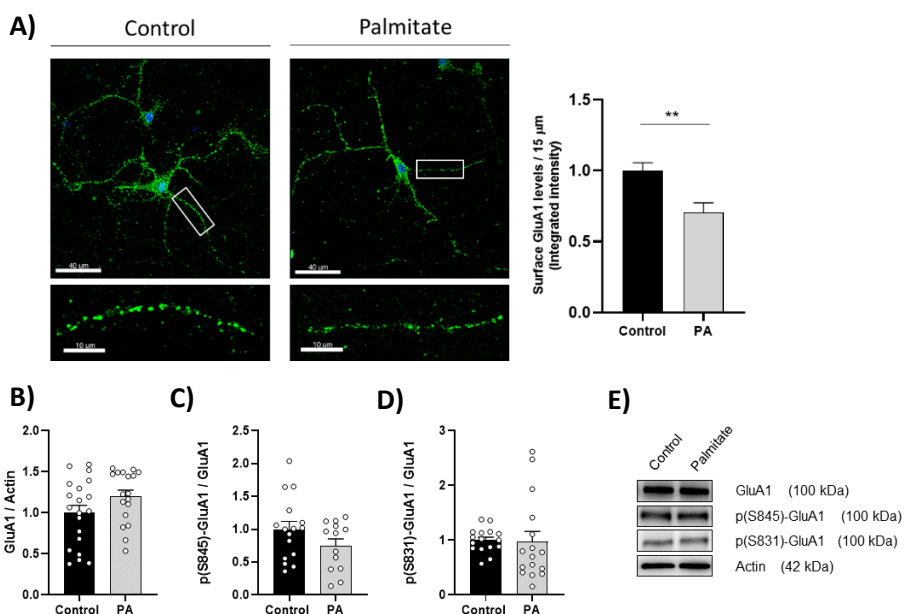 A)
Control
Palmitate
40 um
40 um
10 um
10 um
Surface GluA1 levels / 15 µm
(Integrated intensity)
1.5
1.0
0.5
0.0
**
Control
PA
B)
GluA1 / Actin
2.0
1.5
1.0
0.5
0.0
Control
PA
C)
p(S845)-GluA1 / GluA1
2.5
2.0
1.5
1.0
0.5
0.0
Control
PA
D)
p(S831)-GluA1 / GluA1
3
2
1
0
Control
PA
E)
Control
Palmitate
GluA1 (100 kDa)
p(S845)-GluA1 (100 kDa)
p(S831)-GluA1 (100 kDa)
Actin (42 kDa)